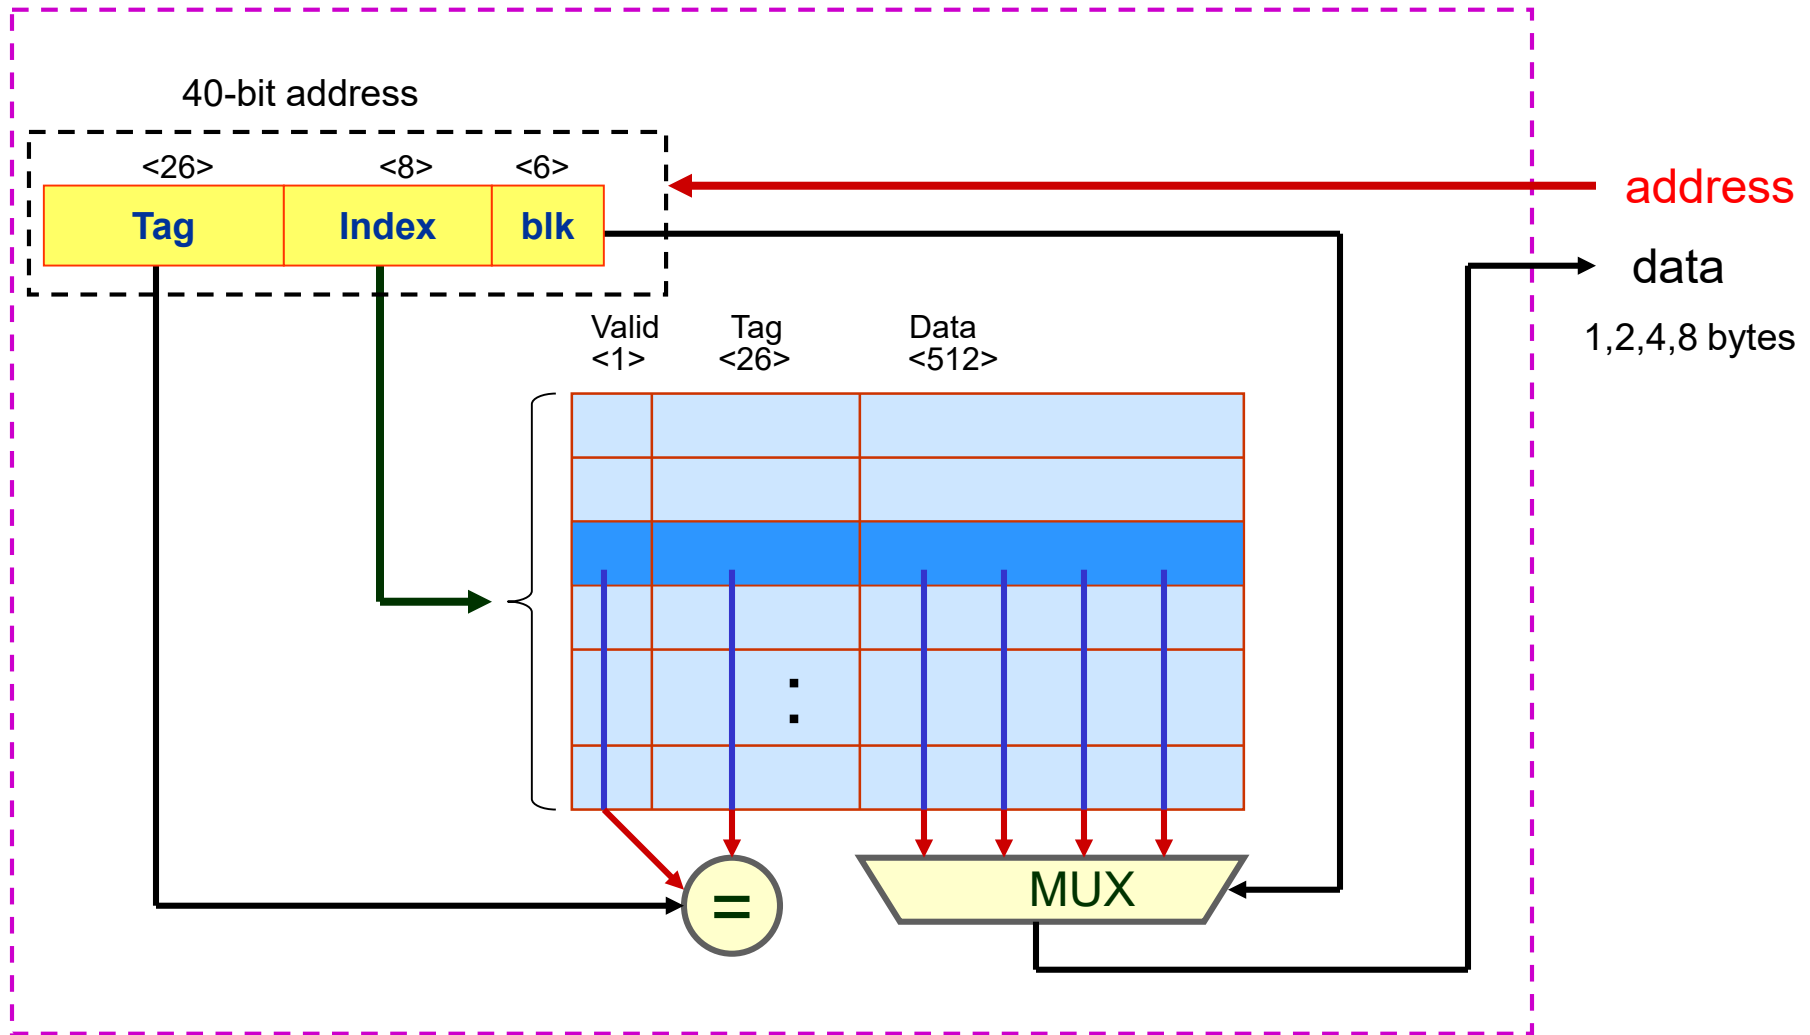 40-bit address
<26> <8> <6>
Tag Index blk
address
data
1,2,4,8 bytes
Valid Tag Data
<1> <26> <512>
:
:
= MUX